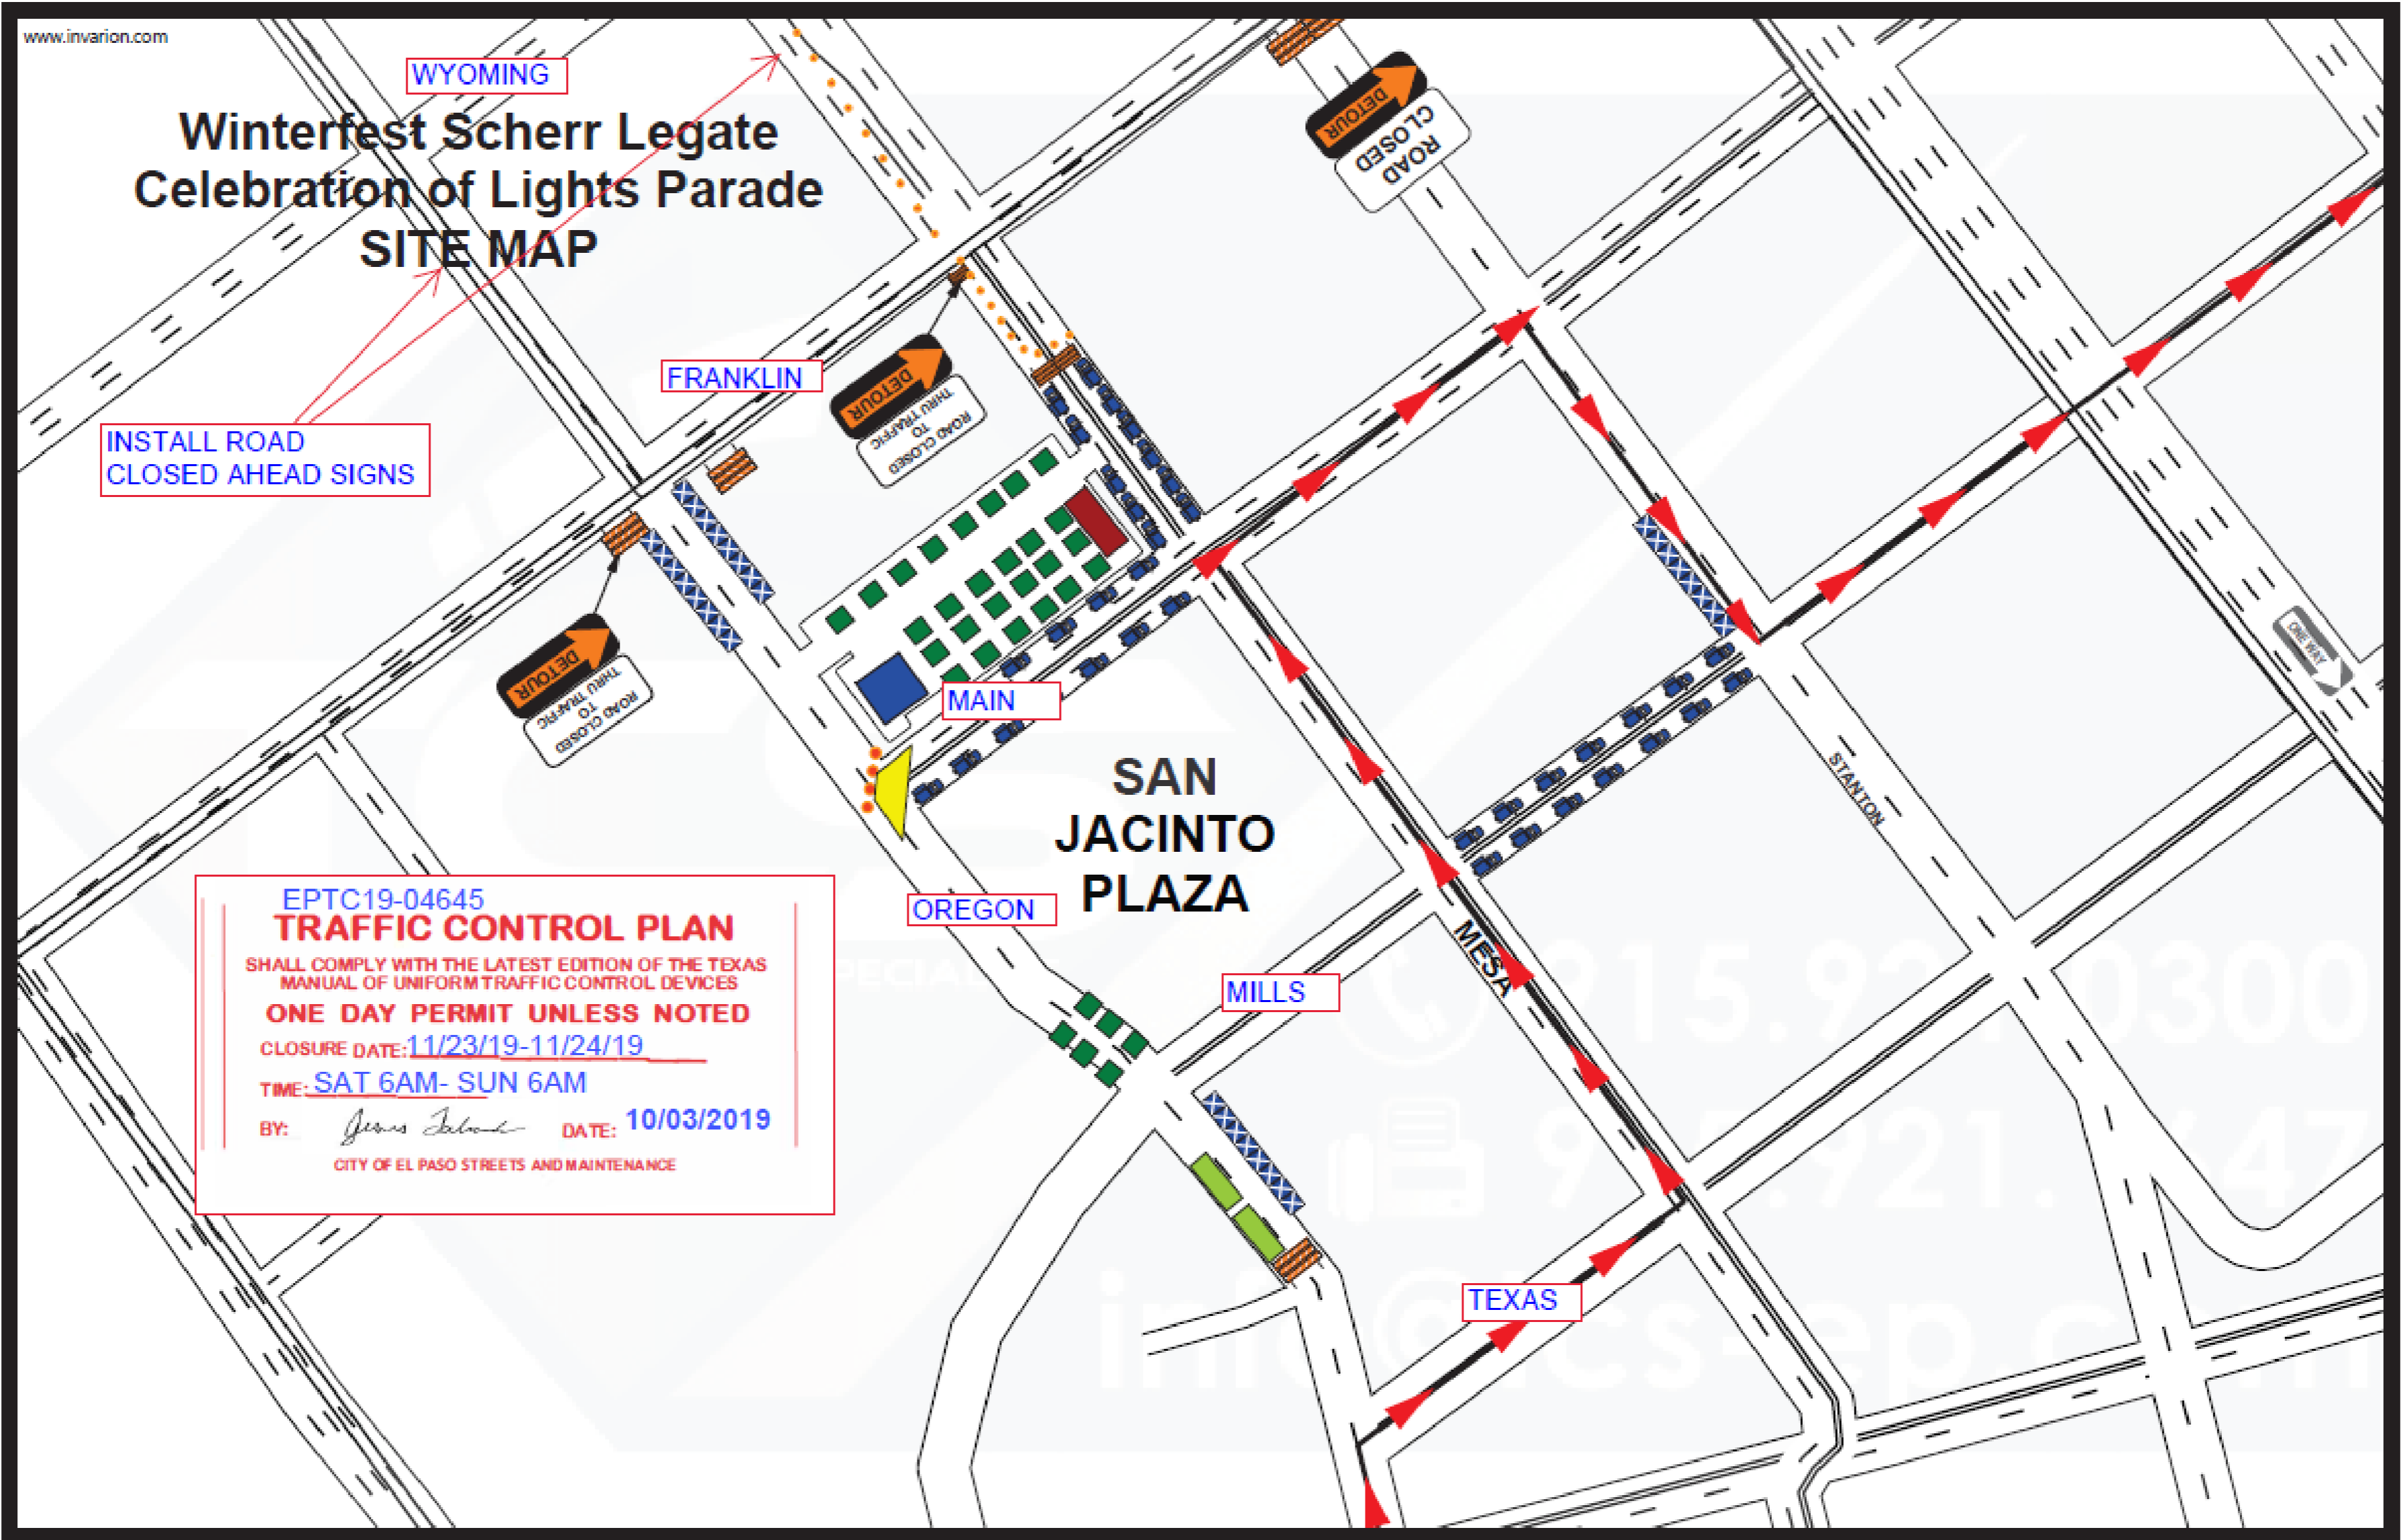 www.invarion.com
WYOMING
Winterfest Scherr Legate
Celebration of Lights Parade
SITE MAP
DETOUR
ROAD
CLOSED
FRANKLIN
DETOUR
ROAD CLOSED
TO
THRU TRAFFIC
INSTALL ROAD
CLOSED AHEAD SIGNS
DETOUR
ROAD CLOSED
TO
THRU TRAFFIC
ONE WAY
MAIN
SAN
JACINTO
PLAZA
STANTON
OREGON
MESA
MILLS
EPTC19-04645
TRAFFIC CONTROL PLAN
SHALL COMPLY WITH THE LATEST EDITION OF THE TEXAS
MANUAL OF UNIFORM TRAFFIC CONTROL DEVICES
ONE DAY PERMIT UNLESS NOTED
CLOSURE DATE: 11/23/19-11/24/19
TIME: SAT 6AM- SUN 6AM
BY: DATE: 10/03/2019
CITY OF EL PASO STREETS AND MAINTENANCE
TEXAS